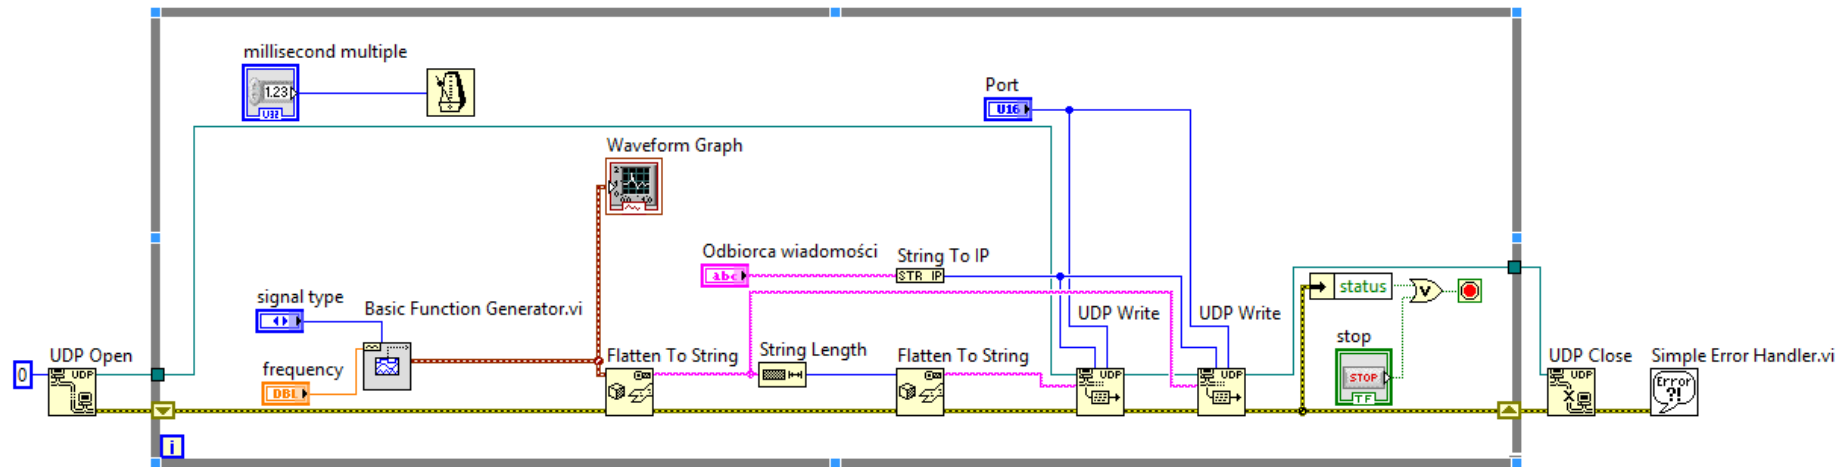 millisecond multiple
1.23
U32
Port
U16
Waveform Graph
Odbiorca wiadomości
String To IP
abc
STR IP
signal type
Basic Function Generator.vi
UDP Write
UDP Write
status
v
stop
UDP Open
0
UDP
frequency
DBL
Flatten To String
String Length
Flatten To String
UDP
UDP
STOP
TF
UDP Close
UDP
Simple Error Handler.vi
Error
?!
i